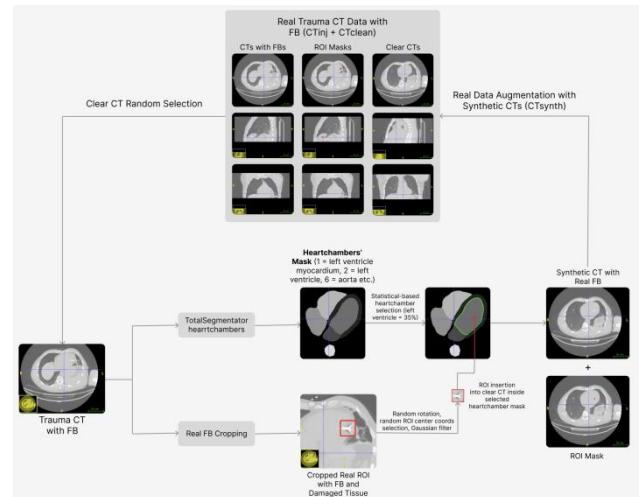 Real Trauma CT Data with
FB (CTinj + CTclean)
CTs with FBs
ROI Masks
Clear CTs
Clear CT Random Selection
Real Data Augmentation with
Synthetic CTs (CTsynth)
Heartchambers'
Mask (1 = left ventricle
myocardium, 2 = left
ventricle, 6 = aorta etc.)
TotalSegmentator
hearrtchambers
Statistical-based
heartchamber
selection (left
ventricle = 35%)
Synthetic CT with
Real FB
+
ROI Mask
Trauma CT
with FB
Real FB Cropping
ROI insertion
into clear CT inside
selected
heartchamber mask
Random rotation,
random ROI center coords
selection, Gaussian filter
Cropped Real ROI
with FB and
Damaged Tissue